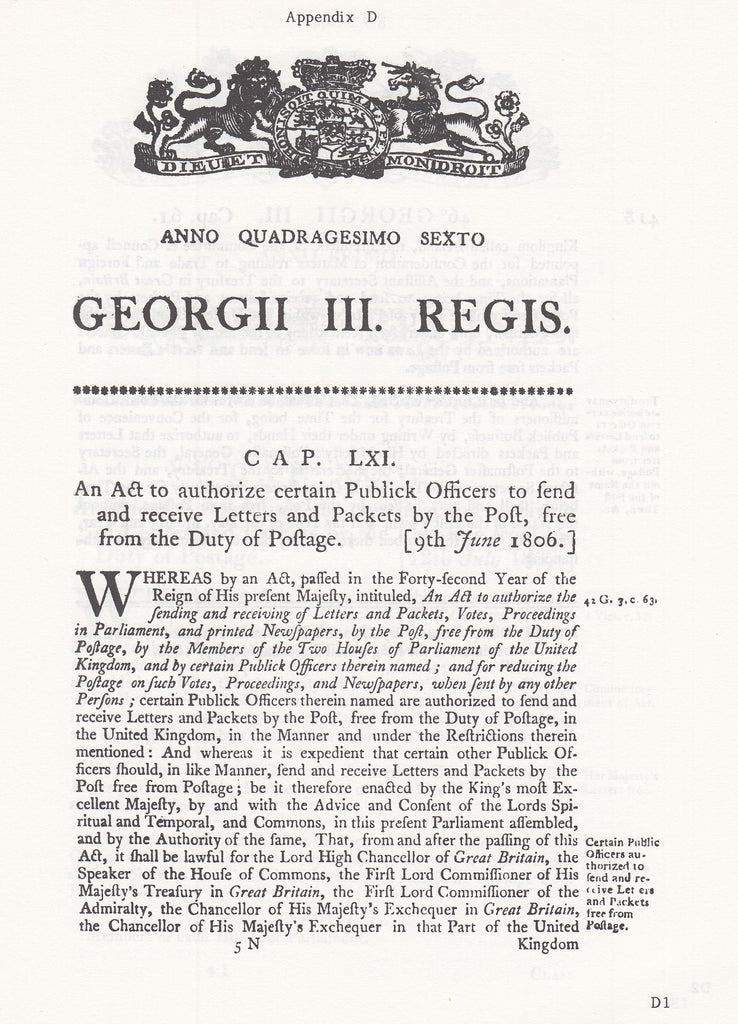 Appendix D
DIEU ET MON DROIT
ANNO QUADRAGESIMO SEXTO
GEORGII III. REGIS.
CAP. LXI.
An Act to authorize certain Publick Officers to ſend
and receive Letters and Packets by the Poſt, free
from the Duty of Poſtage. [9th June 1806.]
WHEREAS by an Act, paſſed in the Forty-ſecond Year of the
Reign of His preſent Majeſty, intituled, An Act to authorize the
ſending and receiving of Letters and Packets, Votes, Proceedings
in Parliament, and printed Newſpapers, by the Poſt, free from the Duty of
Poſtage, by the Members of the Two Houſes of Parliament of the United
Kingdom, and by certain Publick Officers therein named; and for reducing the
Poſtage on ſuch Votes, Proceedings, and Newſpapers, when ſent by any other
Perſons; certain Publick Officers therein named are authorized to ſend and
receive Letters and Packets by the Poſt, free from the Duty of Poſtage, in
the United Kingdom, in the Manner and under the Reſtrictions therein
mentioned: And whereas it is expedient that certain other Publick Of-
ficers ſhould, in like Manner, ſend and receive Letters and Packets by the
Poſt free from Poſtage; be it therefore enacted by the King's moſt Ex-
cellent Majeſty, by and with the Advice and Conſent of the Lords Spi-
ritual and Temporal, and Commons, in this preſent Parliament aſſembled,
and by the Authority of the ſame, That, from and after the paſſing of this
Act, it ſhall be lawful for the Lord High Chancellor of Great Britain, the
Speaker of the Houſe of Commons, the Firſt Lord Commiſſioner of His
Majeſty's Treaſury in Great Britain, the Firſt Lord Commiſſioner of the
Admiralty, the Chancellor of His Majeſty's Exchequer in Great Britain,
the Chancellor of His Majeſty's Exchequer in that Part of the United
5 N Kingdom
42 G. 3. c. 63.
Certain Publick
Officers au-
thorized to
ſend and re-
ceive Letters
and Packets
free from
Poſtage.
D1